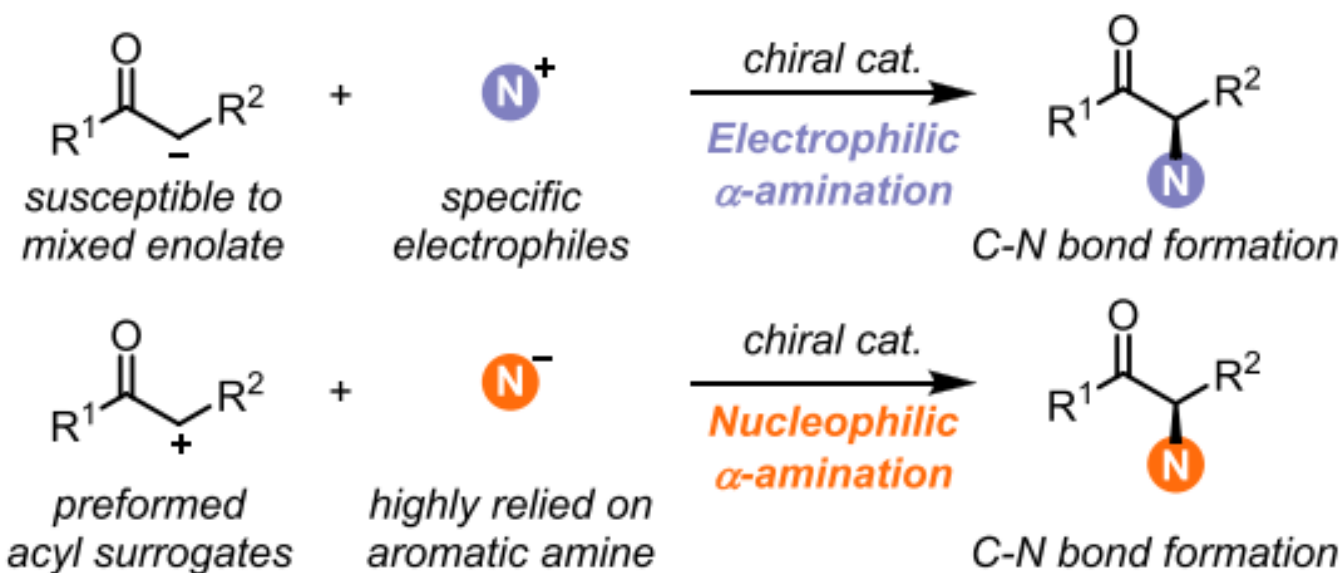 O
R1
R2
−
+
N+
chiral cat.
Electrophilic
α-amination
O
R1
R2
N
susceptible to
mixed enolate
specific
electrophiles
C-N bond formation
O
R1
R2
+
+
N−
chiral cat.
Nucleophilic
α-amination
O
R1
R2
N
preformed
acyl surrogates
highly relied on
aromatic amine
C-N bond formation